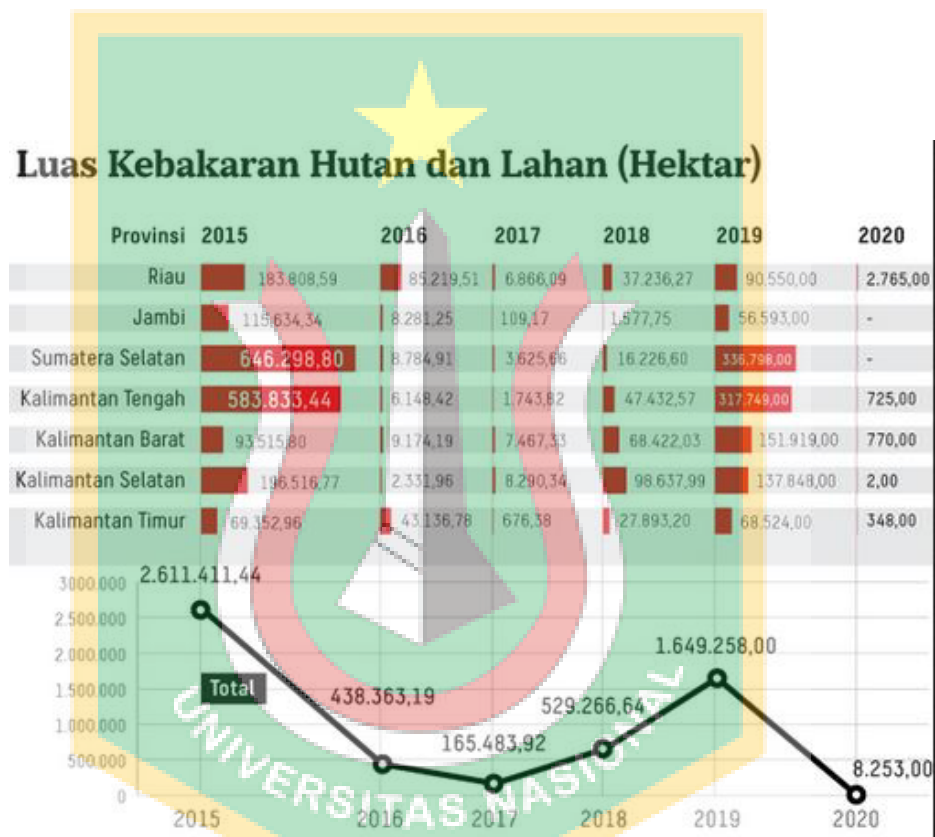 Luas Kebakaran Hutan dan Lahan (Hektar)
Provinsi 2015 2016 2017 2018 2019 2020
Riau 183.808,59 85.219,51 6.866,09 37.236,27 90.550,00 2.765,00
Jambi 115.634,34 8.281,25 109,17 1.577,75 56.593,00 -
Sumatera Selatan 646.298,80 8.784,91 3.625,66 16.226,60 336.798,00 -
Kalimantan Tengah 583.833,44 6.148,42 1.743,82 47.432,57 317.749,00 725,00
Kalimantan Barat 93.515,80 9.174,19 7.467,33 68.422,03 151.919,00 770,00
Kalimantan Selatan 196.516,77 2.331,96 8.290,34 98.637,99 137.848,00 2,00
Kalimantan Timur 69.352,96 43.136,78 676,38 27.893,20 68.524,00 348,00
3000.000 2.611.411,44
2.500.000
2.000.000
1.649.258,00
1.500.000 Total 438.363,19 529.266,64
1.000.000
165.483,92
500.000 8.253,00
0
UNIVERSITAS NASIONAL
2015 2016 2017 2018 2019 2020